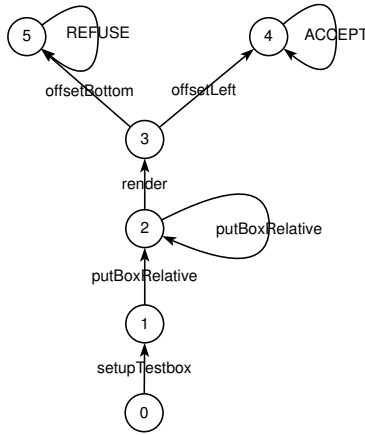 5
REFUSE
4
ACCEPT
offsetBottom
offsetLeft
3
render
2
putBoxRelative
putBoxRelative
1
setupTestbox
0